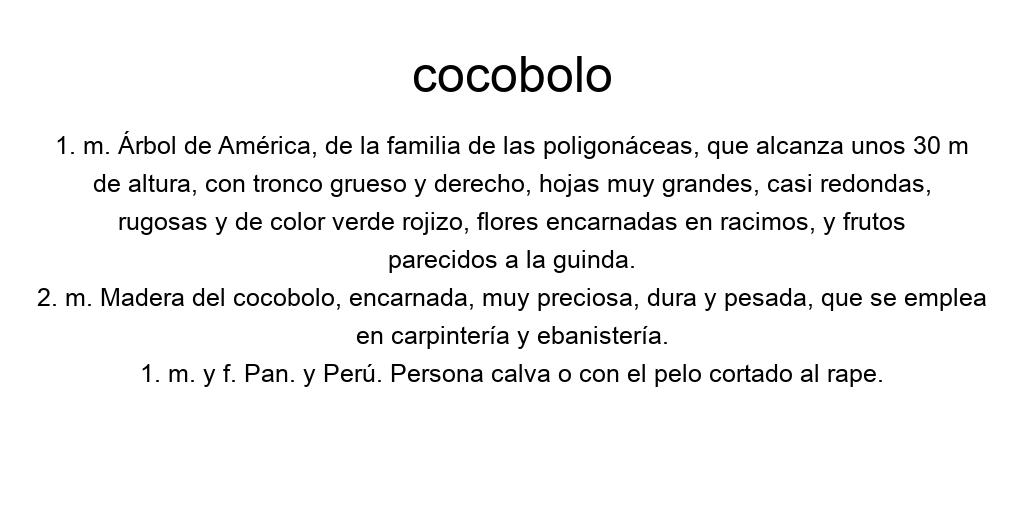 cocobolo
1. m. Árbol de América, de la familia de las poligonáceas, que alcanza unos 30 m
de altura, con tronco grueso y derecho, hojas muy grandes, casi redondas,
rugosas y de color verde rojizo, flores encarnadas en racimos, y frutos
parecidos a la guinda.
2. m. Madera del cocobolo, encarnada, muy preciosa, dura y pesada, que se emplea
en carpintería y ebanistería.
1. m. y f. Pan. y Perú. Persona calva o con el pelo cortado al rape.